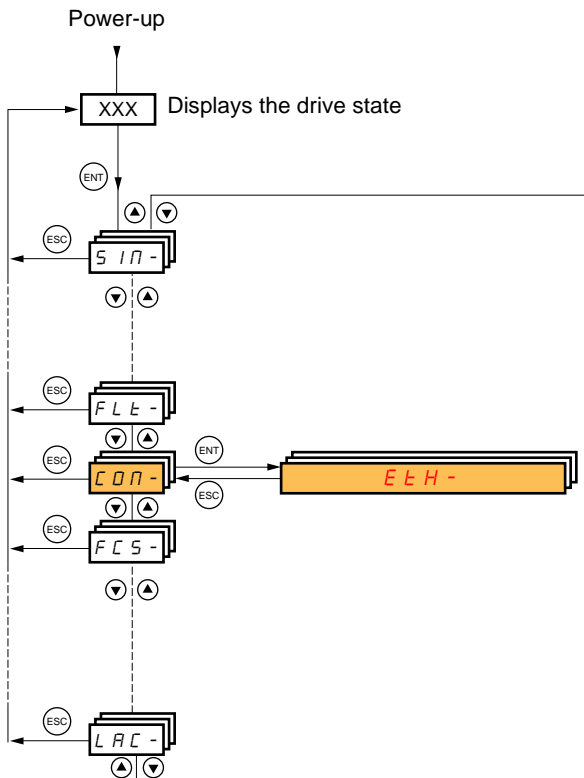 Power-up
XXX
Displays the drive state
ENT
ESC
SIM-
ESC
FLt-
ESC
ENT
COM-
EtH-
ESC
ESC
FCS-
ESC
LAC-